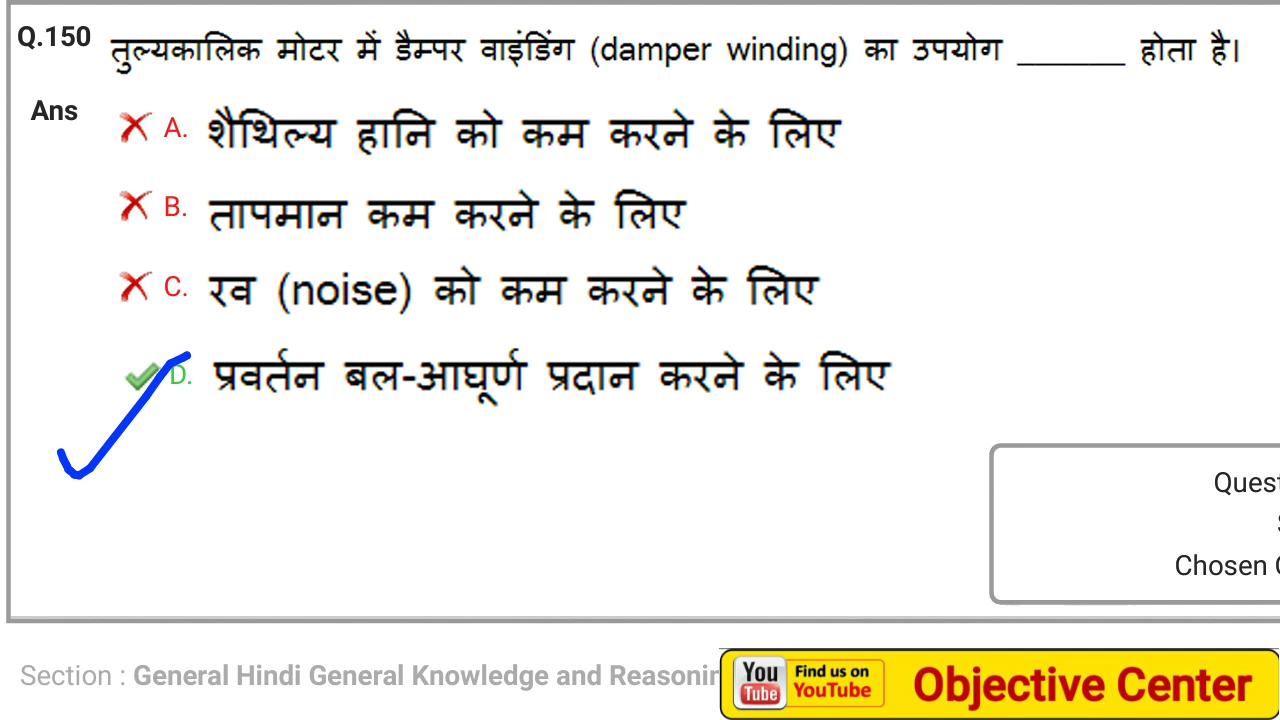 Q.150 तुल्यकालिक मोटर में डैम्पर वाइंडिंग (damper winding) का उपयोग _______ होता है।
Ans
A. शैथिल्य हानि को कम करने के लिए
B. तापमान कम करने के लिए
C. रव (noise) को कम करने के लिए
D. प्रवर्तन बल-आघूर्ण प्रदान करने के लिए
Quest
Chosen
Section : General Hindi General Knowledge and Reasonin
You Tube Find us on YouTube Objective Center